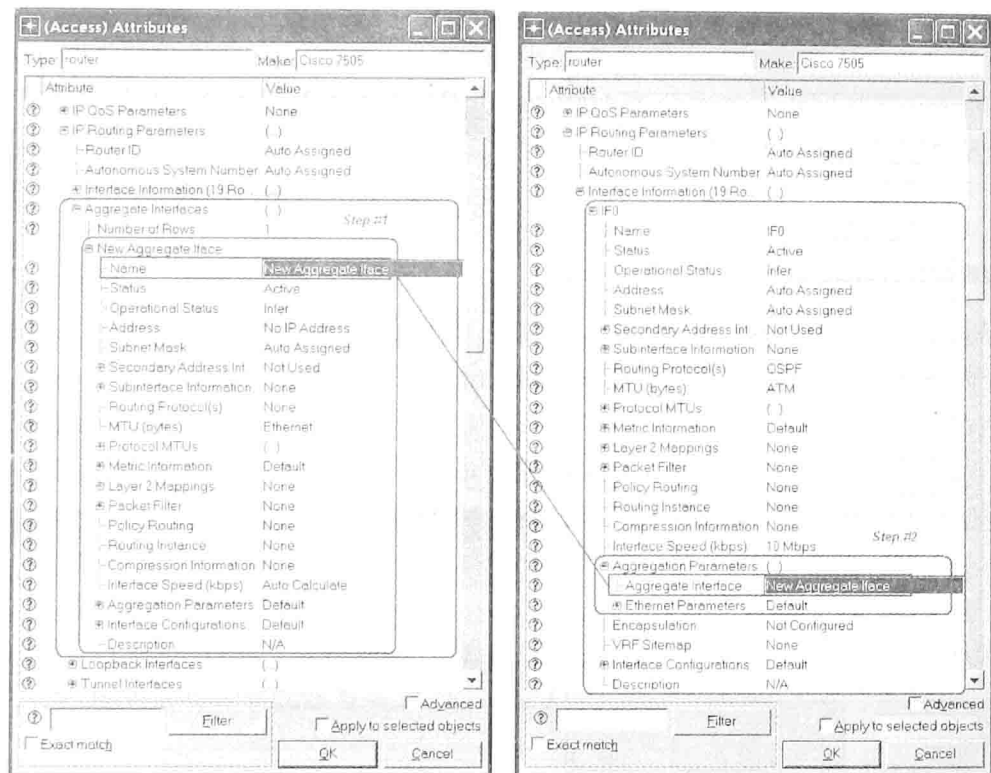 (Access) Attributes
Type: router Make: Cisco 7505
Attribute Value
IP QoS Parameters None
IP Routing Parameters (...)
Router ID Auto Assigned
Autonomous System Number Auto Assigned
Interface Information (19 Ro... (...)
Aggregate Interfaces (...)
Step #1
Number of Rows 1
New Aggregate Iface
Name New Aggregate Iface
Status Active
Operational Status Infer
Address No IP Address
Subnet Mask Auto Assigned
Secondary Address Inf... Not Used
Subinterface Information None
Routing Protocol(s) None
MTU (bytes) Ethernet
Protocol MTUs (...)
Metric Information Default
Layer 2 Mappings None
Packet Filter None
Policy Routing None
Routing Instance None
Compression Information None
Interface Speed (kbps) Auto Calculate
Aggregation Parameters Default
Interface Configurations Default
Description N/A
Loopback Interfaces (...)
Tunnel Interfaces (...)
Advanced
Filter Apply to selected objects
Exact match OK Cancel
(Access) Attributes
Type: router Make: Cisco 7505
Attribute Value
IP QoS Parameters None
IP Routing Parameters (...)
Router ID Auto Assigned
Autonomous System Number Auto Assigned
Interface Information (19 Ro... (...)
IF0
Name IF0
Status Active
Operational Status Infer
Address Auto Assigned
Subnet Mask Auto Assigned
Secondary Address Inf... Not Used
Subinterface Information None
Routing Protocol(s) OSPF
MTU (bytes) ATM
Protocol MTUs (...)
Metric Information Default
Layer 2 Mappings None
Packet Filter None
Policy Routing None
Routing Instance None
Compression Information None
Step #2
Interface Speed (kbps) 10 Mbps
Aggregation Parameters (...)
Aggregate Interface New Aggregate Iface
Ethernet Parameters Default
Encapsulation Not Configured
VRF Sitemap None
Interface Configurations Default
Description N/A
Advanced
Filter Apply to selected objects
Exact match OK Cancel